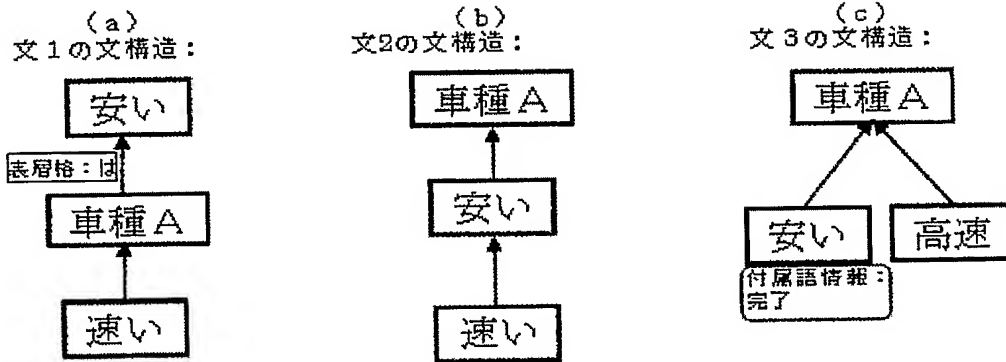 (a)
文1の文構造:
安い
表層格:は
車種A
速い
(b)
文2の文構造:
車種A
安い
速い
(c)
文3の文構造:
車種A
安い
高速
付属語情報:
完了